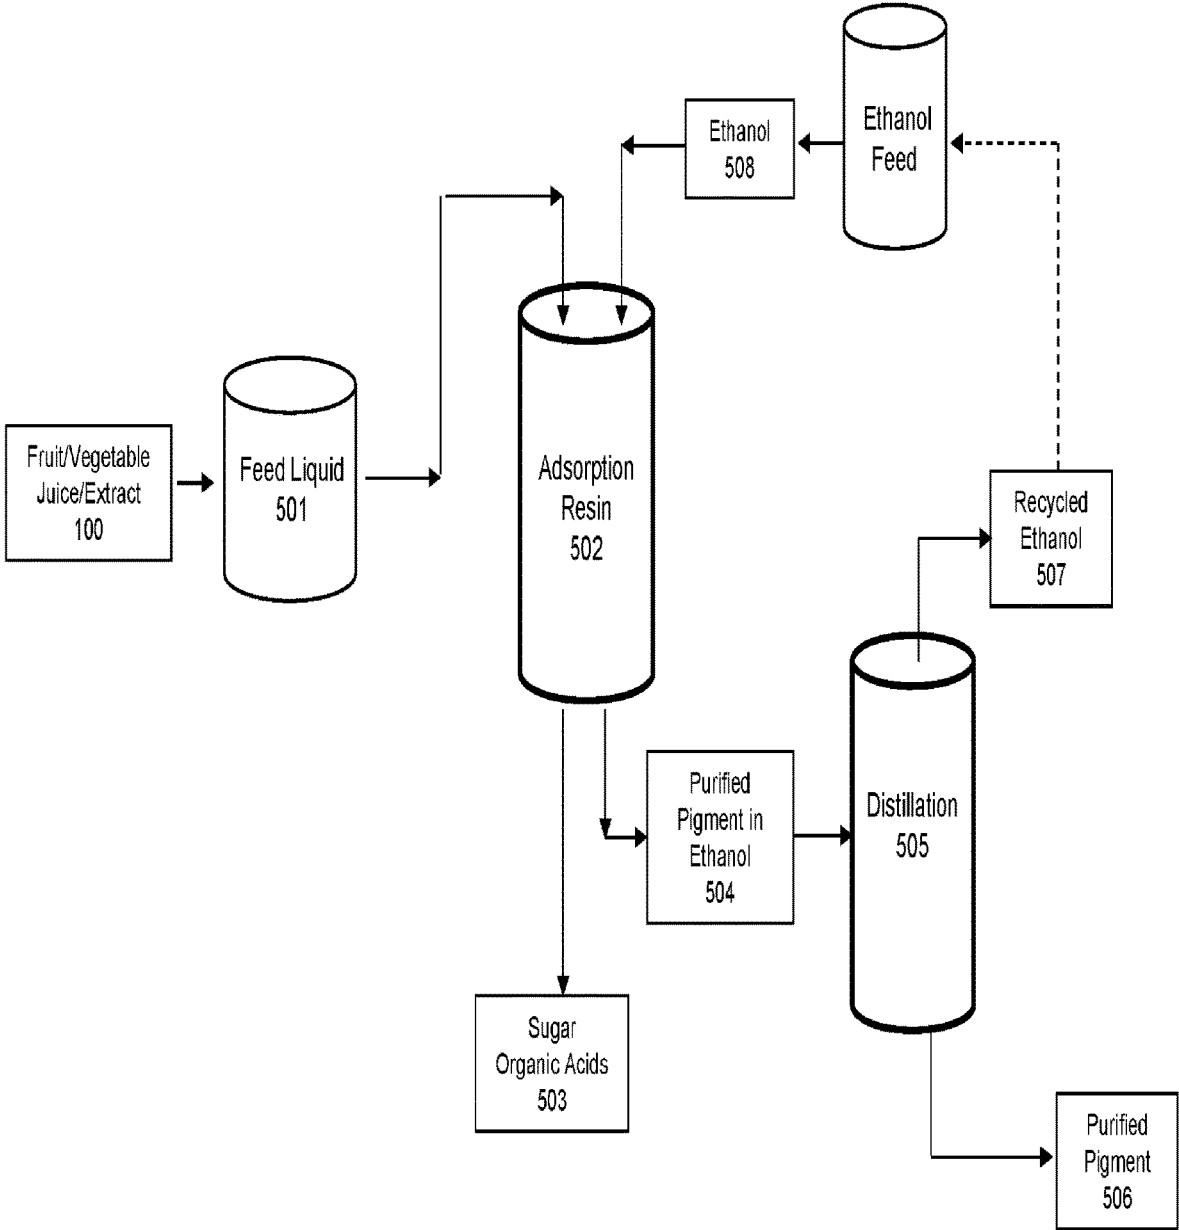 Ethanol
508
Ethanol
Feed
Fruit/Vegetable
Juice/Extract
100
Feed Liquid
501
Adsorption
Resin
502
Recycled
Ethanol
507
Purified
Pigment in
Ethanol
504
Distillation
505
Sugar
Organic Acids
503
Purified
Pigment
506